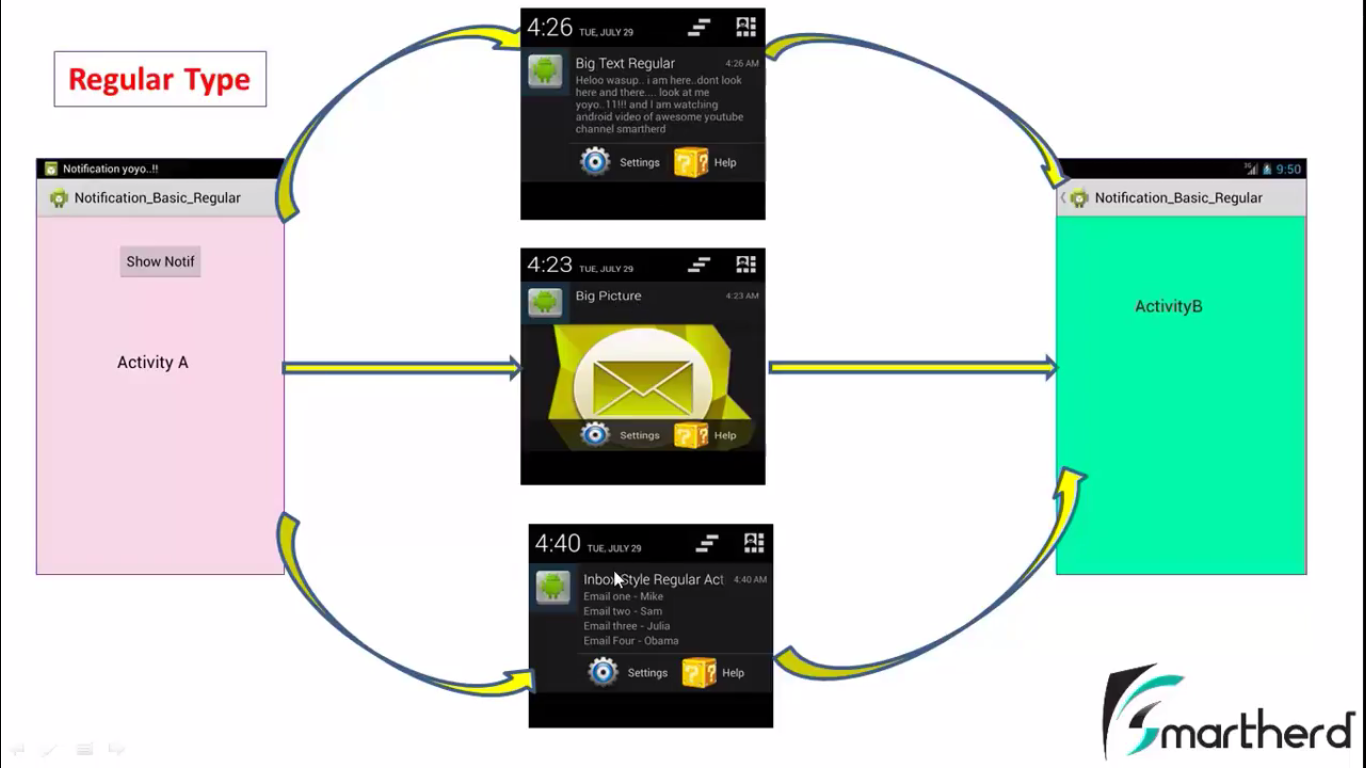 Regular Type
Notification yoyo..!!
Notification_Basic_Regular
Show Notif
Activity A
4:26 TUE, JULY 29
Big Text Regular 4:26 AM
Heloo wasup.. i am here..dont look
here and there.... look at me
yoyo..11!!! and I am watching
android video of awesome youtube
channel smartherd
Settings Help
4:23 TUE, JULY 29
Big Picture 4:23 AM
Settings Help
4:40 TUE, JULY 29
Inbox Style Regular Act 4:40 AM
Email one - Mike
Email two - Sam
Email three - Julia
Email Four - Obama
Settings Help
3G 9:50
Notification_Basic_Regular
ActivityB
Smartherd